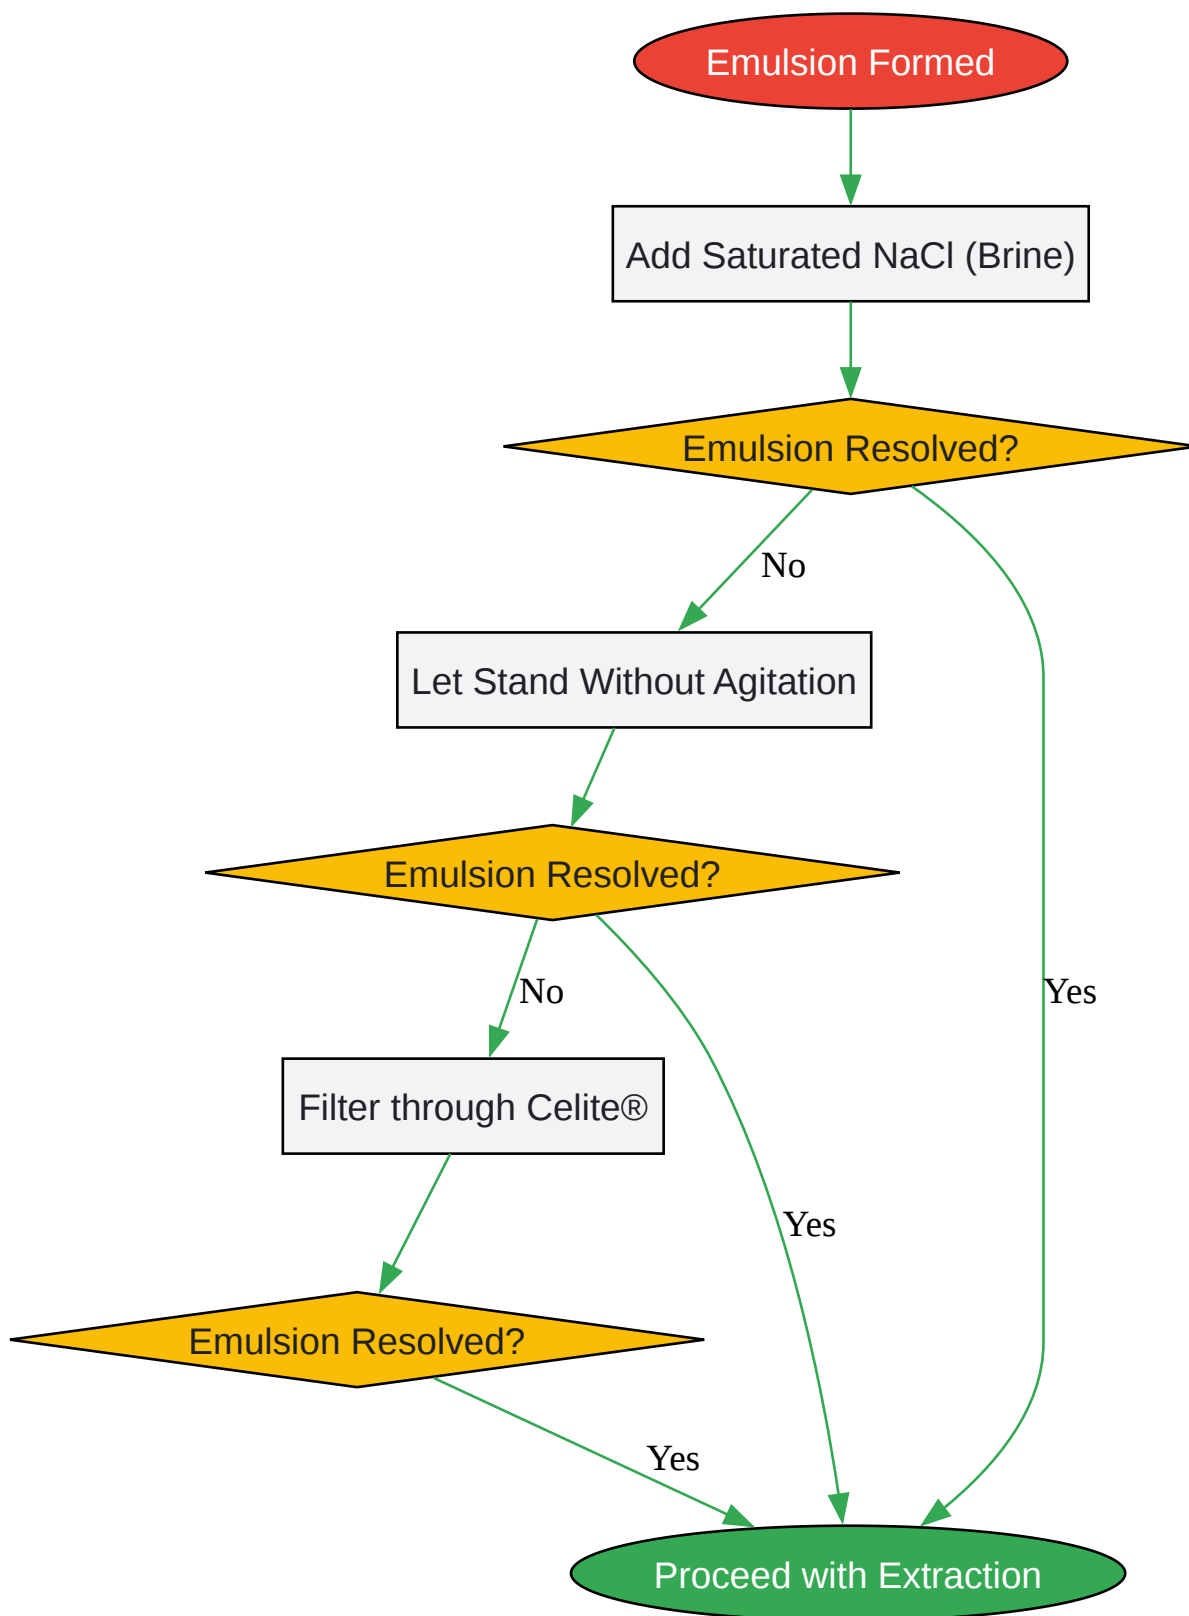 Emulsion Formed
Add Saturated NaCl (Brine)
Emulsion Resolved?
No
Let Stand Without Agitation
Emulsion Resolved?
No
Yes
Filter through Celite®
Yes
Emulsion Resolved?
Yes
Proceed with Extraction